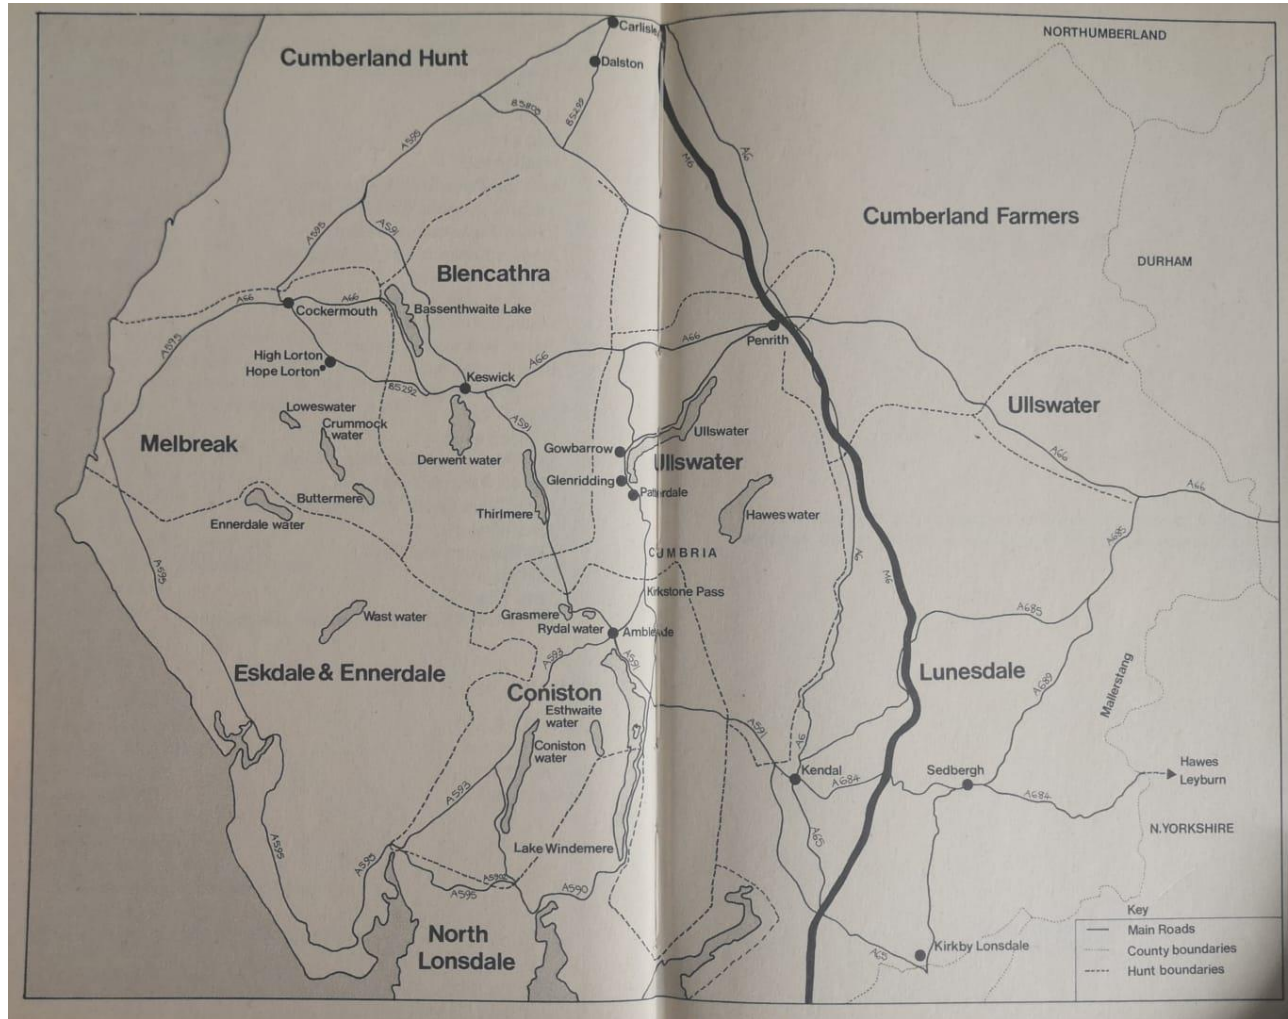 Carlisle
NORTHUMBERLAND
Cumberland Hunt
Dalston
B5305
B5299
A595
A6
M6
Cumberland Farmers
A595
A591
DURHAM
Blencathra
A66
A66
Bassenthwaite Lake
Cockermouth
A595
Penrith
A66
High Lorton
Hope Lorton
A66
Keswick
B5292
Loweswater
Crummock
water
A591
Ullswater
Ullswater
Melbreak
Derwent water
Gowbarrow
Ullswater
A66
Glenridding
Patterdale
A66
Buttermere
Ennerdale water
Thirlmere
Hawes water
A685
CUMBRIA
A6
M6
A595
Kirkstone Pass
Wast water
Grasmere
Rydal water
Ambleside
A685
A593
A591
Eskdale & Ennerdale
Coniston
Lunesdale
A689
Mallerstang
Esthwaite
water
Coniston
water
A591
A6
Kendal
A684
Sedbergh
A684
Hawes
Leyburn
A593
A65
N.YORKSHIRE
Lake Windemere
A595
A595
A595
A590
A590
North
Lonsdale
A65
Kirkby Lonsdale
Key
Main Roads
County boundaries
Hunt boundaries